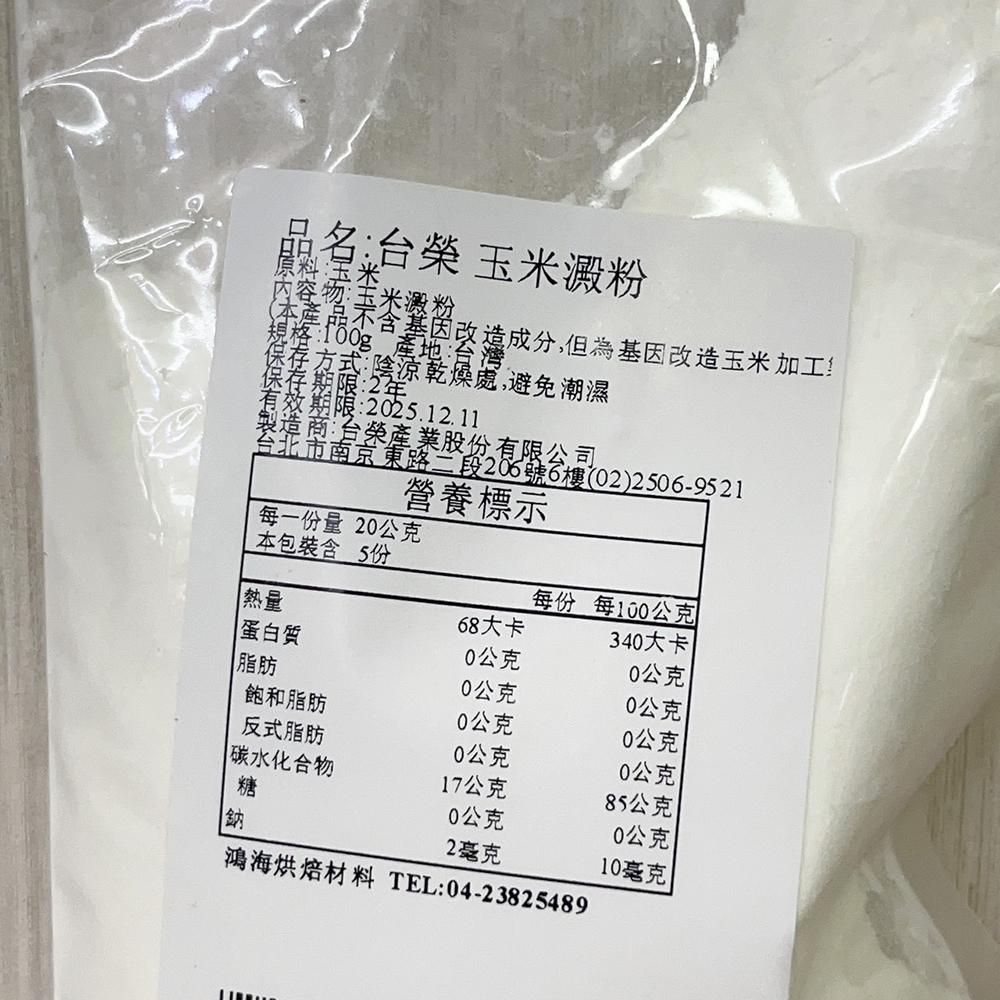 品名:台榮 玉米澱粉
原料:玉米
內容物:玉米澱粉
(本產品不含基因改造成分,但為基因改造玉米加工
規格:100g 產地:台灣
保存方式:陰涼乾燥處,避免潮濕
保存期限:2年
有效期限:2025.12.11
製造商:台榮產業股份有限公司
台北市南京東路二段206號6樓(02)2506-9521
營養標示
每一份量 20公克
本包裝含 5份
每份 每100公克
熱量 68大卡 340大卡
蛋白質 0公克 0公克
脂肪 0公克 0公克
飽和脂肪 0公克 0公克
反式脂肪 0公克 0公克
碳水化合物 17公克 85公克
糖 0公克 0公克
鈉 2毫克 10毫克
鴻海烘焙材料 TEL:04-23825489